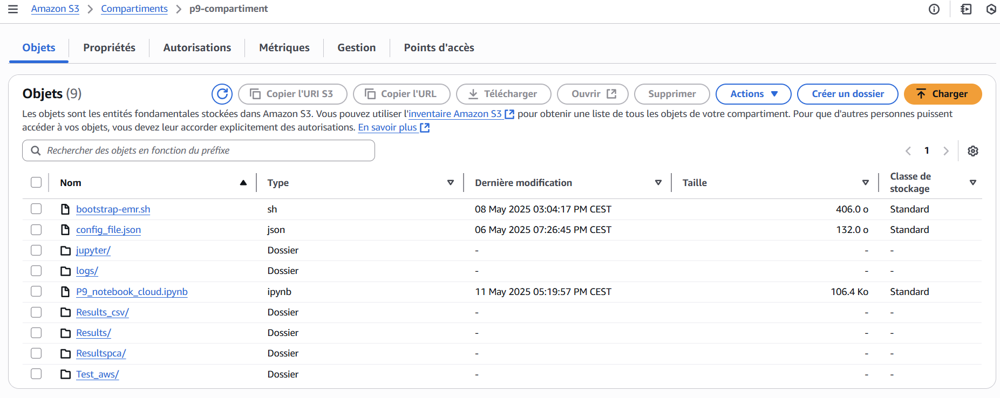 Amazon S3 > Compartiments > p9-compartiment
Objets Propriétés Autorisations Métriques Gestion Points d'accès
Objets (9) Copier l'URI S3 Copier l'URL Télécharger Ouvrir Supprimer Actions Créer un dossier Charger
Les objets sont les entités fondamentales stockées dans Amazon S3. Vous pouvez utiliser l'inventaire Amazon S3 pour obtenir une liste de tous les objets de votre compartiment. Pour que d'autres personnes puissent
accéder à vos objets, vous devez leur accorder explicitement des autorisations. En savoir plus
Rechercher des objets en fonction du préfixe 1
Nom Type Dernière modification Taille Classe de
stockage
bootstrap-emr.sh sh 08 May 2025 03:04:17 PM CEST 406.0 o Standard
config_file.json json 06 May 2025 07:26:45 PM CEST 132.0 o Standard
jupyter/ Dossier - - -
logs/ Dossier - - -
P9_notebook_cloud.ipynb ipynb 11 May 2025 05:19:57 PM CEST 106.4 Ko Standard
Results_csv/ Dossier - - -
Results/ Dossier - - -
Resultspca/ Dossier - - -
Test_aws/ Dossier - - -